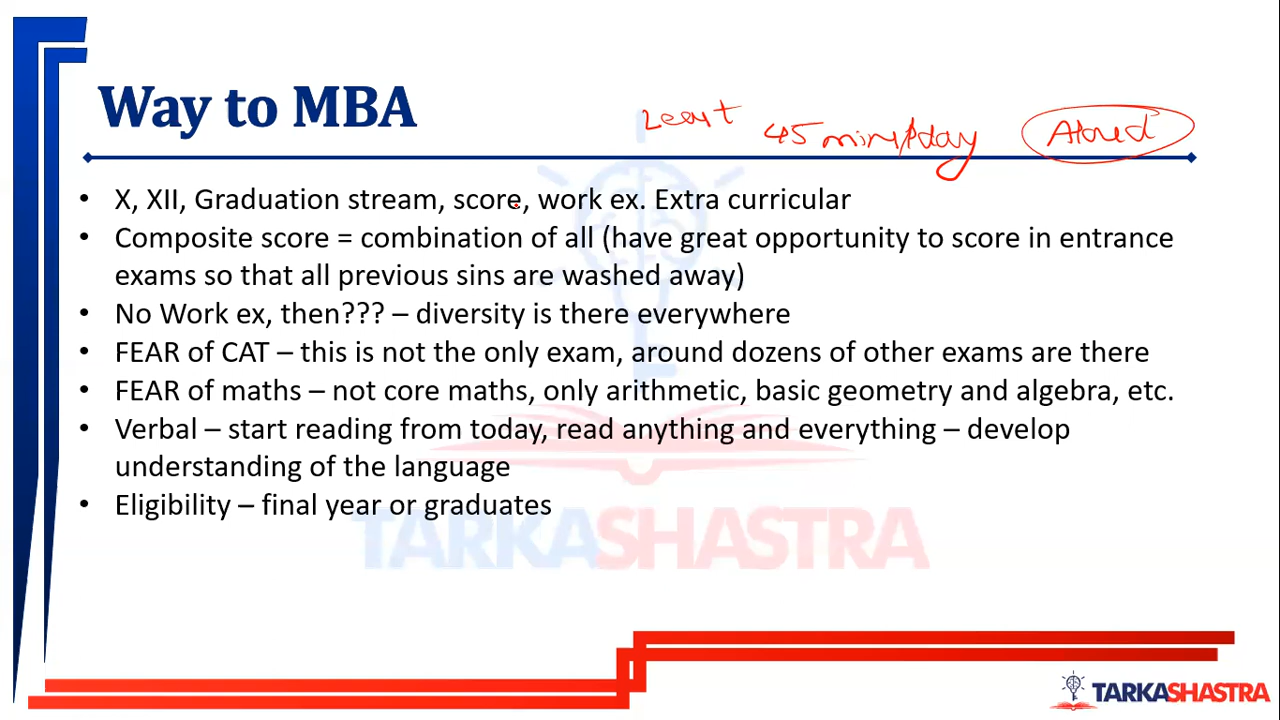 Way to MBA
Least 45 mins/day Aloud
• X, XII, Graduation stream, score, work ex. Extra curricular
• Composite score = combination of all (have great opportunity to score in entrance
exams so that all previous sins are washed away)
• No Work ex, then??? – diversity is there everywhere
• FEAR of CAT – this is not the only exam, around dozens of other exams are there
• FEAR of maths – not core maths, only arithmetic, basic geometry and algebra, etc.
• Verbal – start reading from today, read anything and everything – develop
understanding of the language
• Eligibility – final year or graduates
TARKASHASTRA
TARKASHASTRA